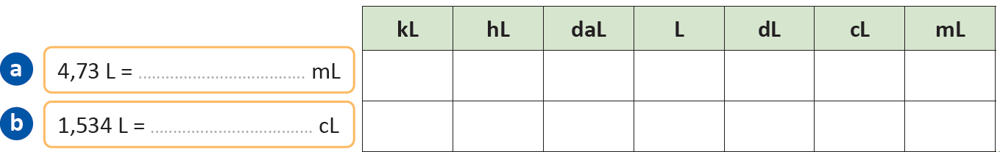 kL hL daL L dL cL mL
a 4,73 L = ..................................... mL
b 1,534 L = .................................... cL